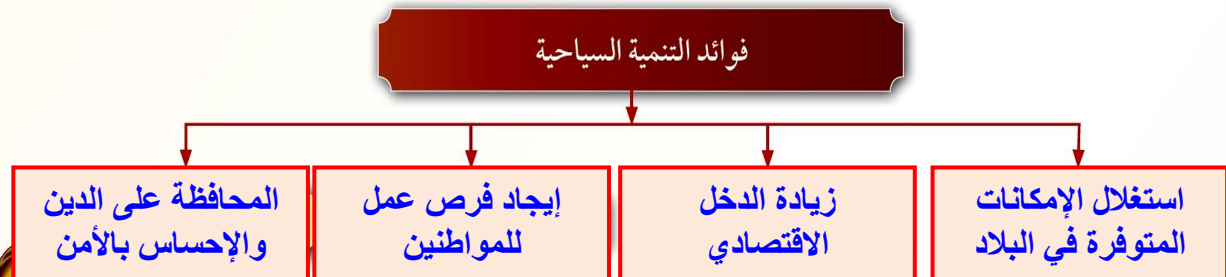 فوائد التنمية السياحية
استغلال الإمكانات
المتوفرة في البلاد
زيادة الدخل
الاقتصادي
إيجاد فرص عمل
للمواطنين
المحافظة على الدين
والإحساس بالأمن